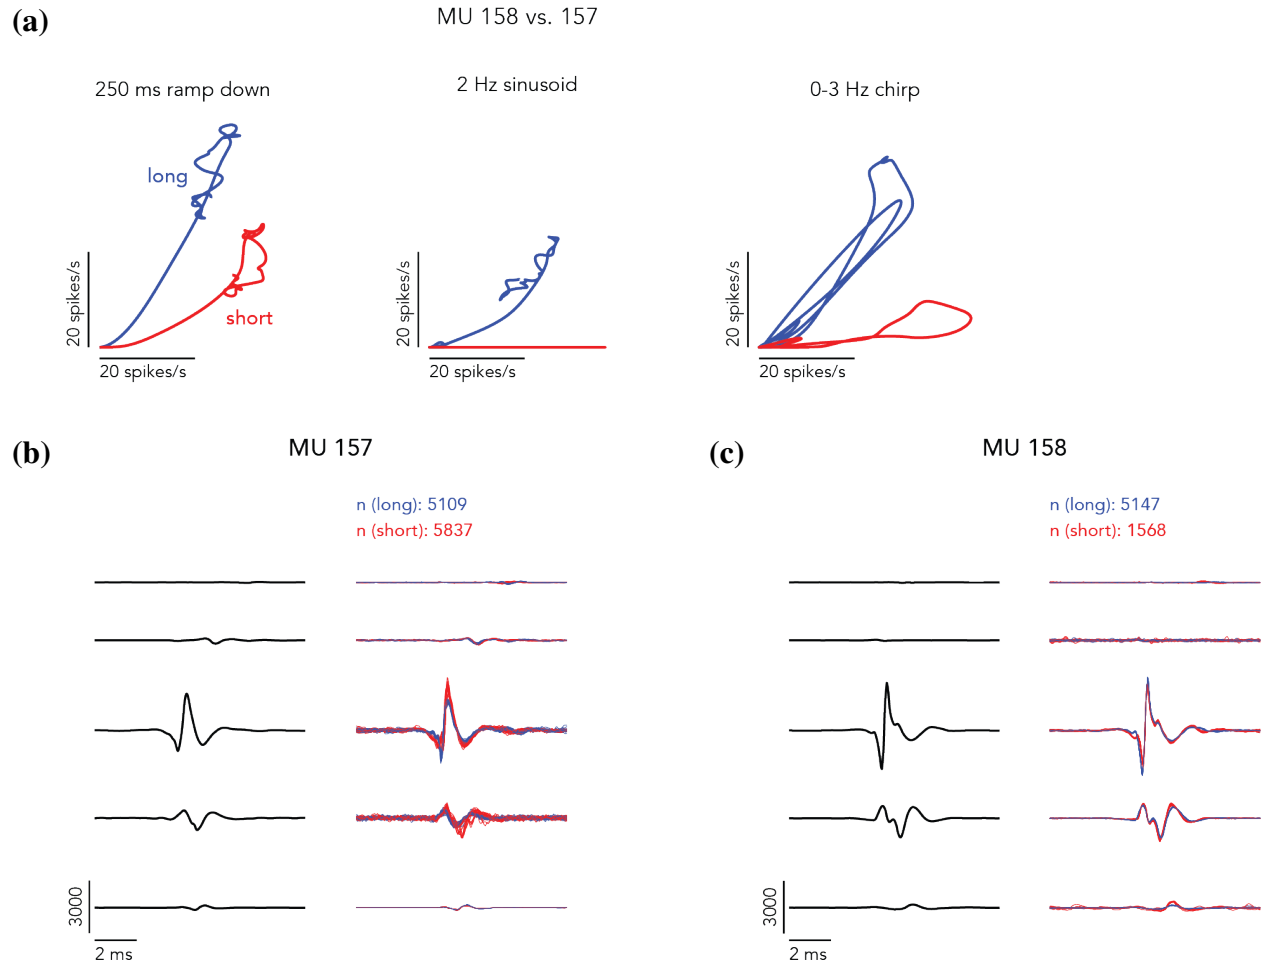 (a)
MU 158 vs. 157
250 ms ramp down
2 Hz sinusoid
0-3 Hz chirp
long
short
20 spikes/s
20 spikes/s
20 spikes/s
20 spikes/s
20 spikes/s
20 spikes/s
(b)
MU 157
(c)
MU 158
n (long): 5109
n (short): 5837
n (long): 5147
n (short): 1568
3000
2 ms
3000
2 ms